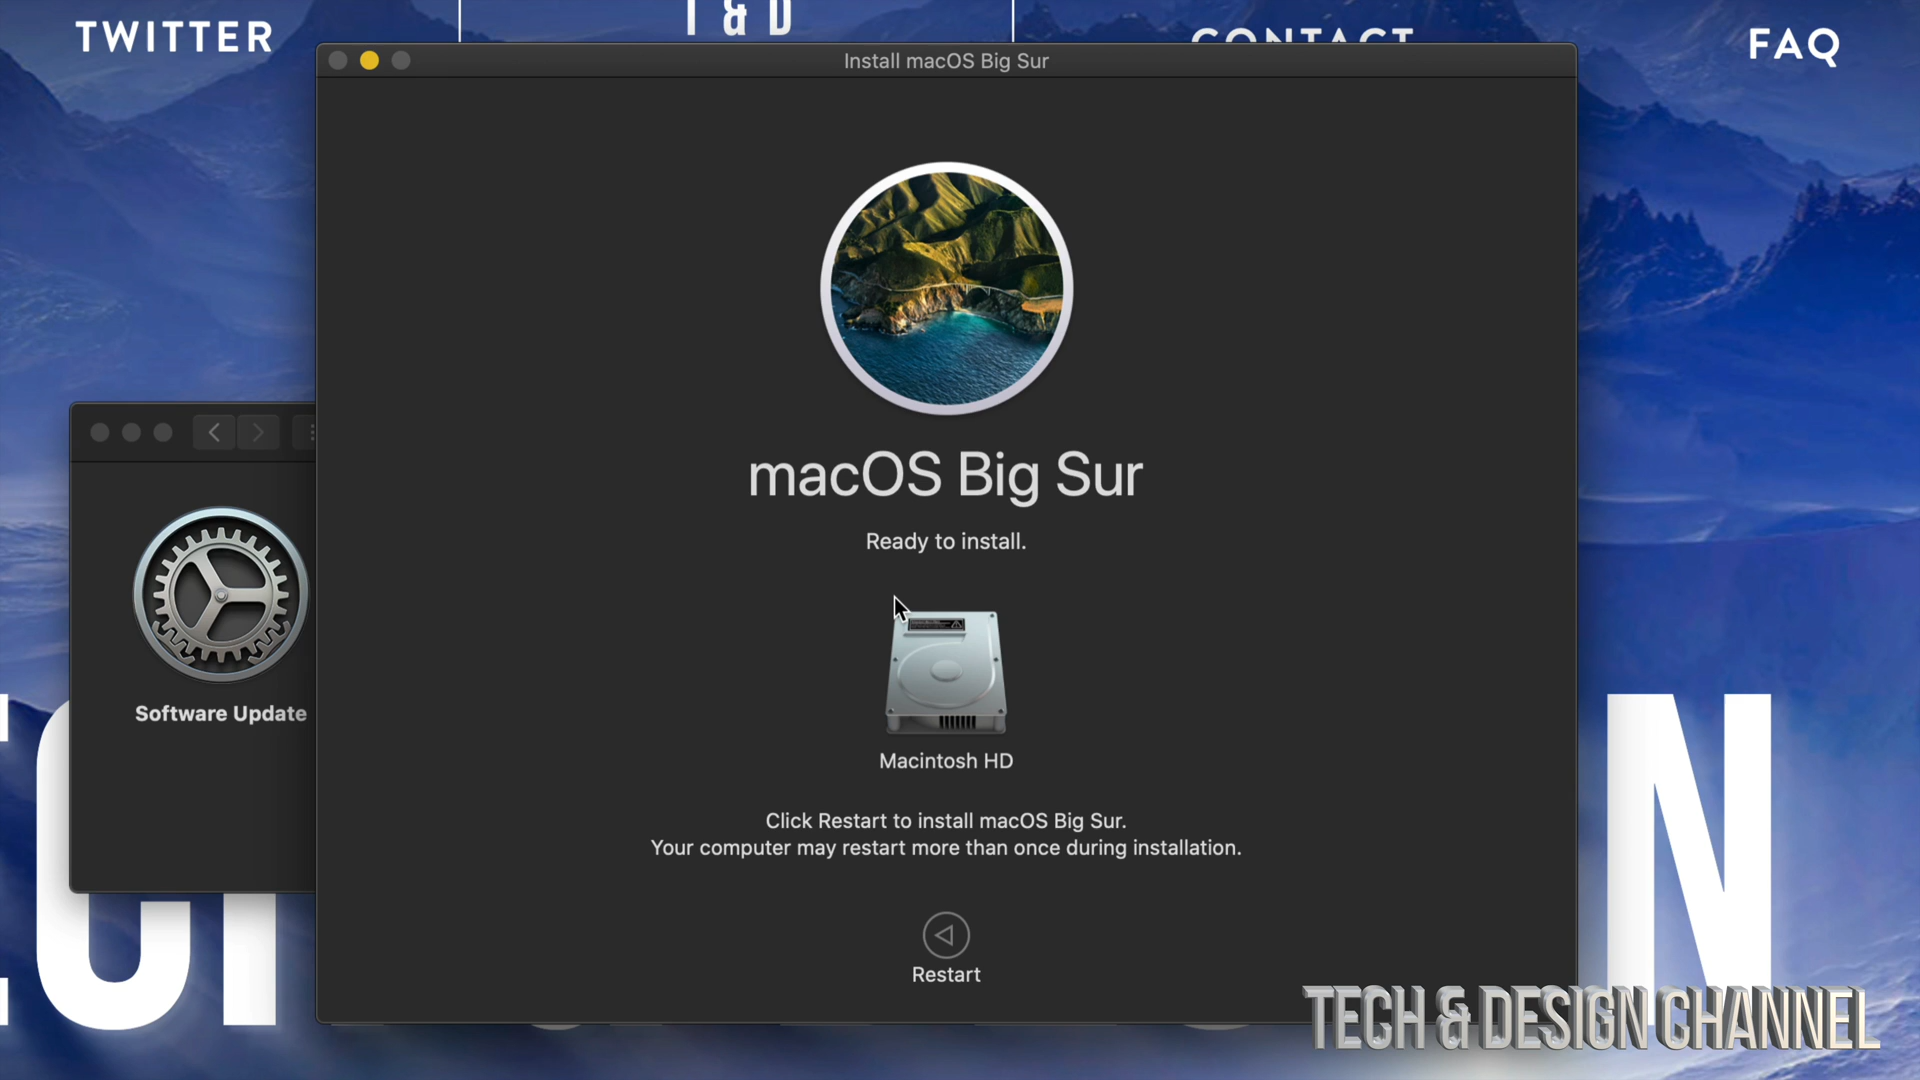 TWITTER
T & D
CONTACT
FAQ
Install macOS Big Sur
macOS Big Sur
Ready to install.
Software Update
Macintosh HD
Click Restart to install macOS Big Sur.
Your computer may restart more than once during installation.
Restart
TECH & DESIGN CHANNEL